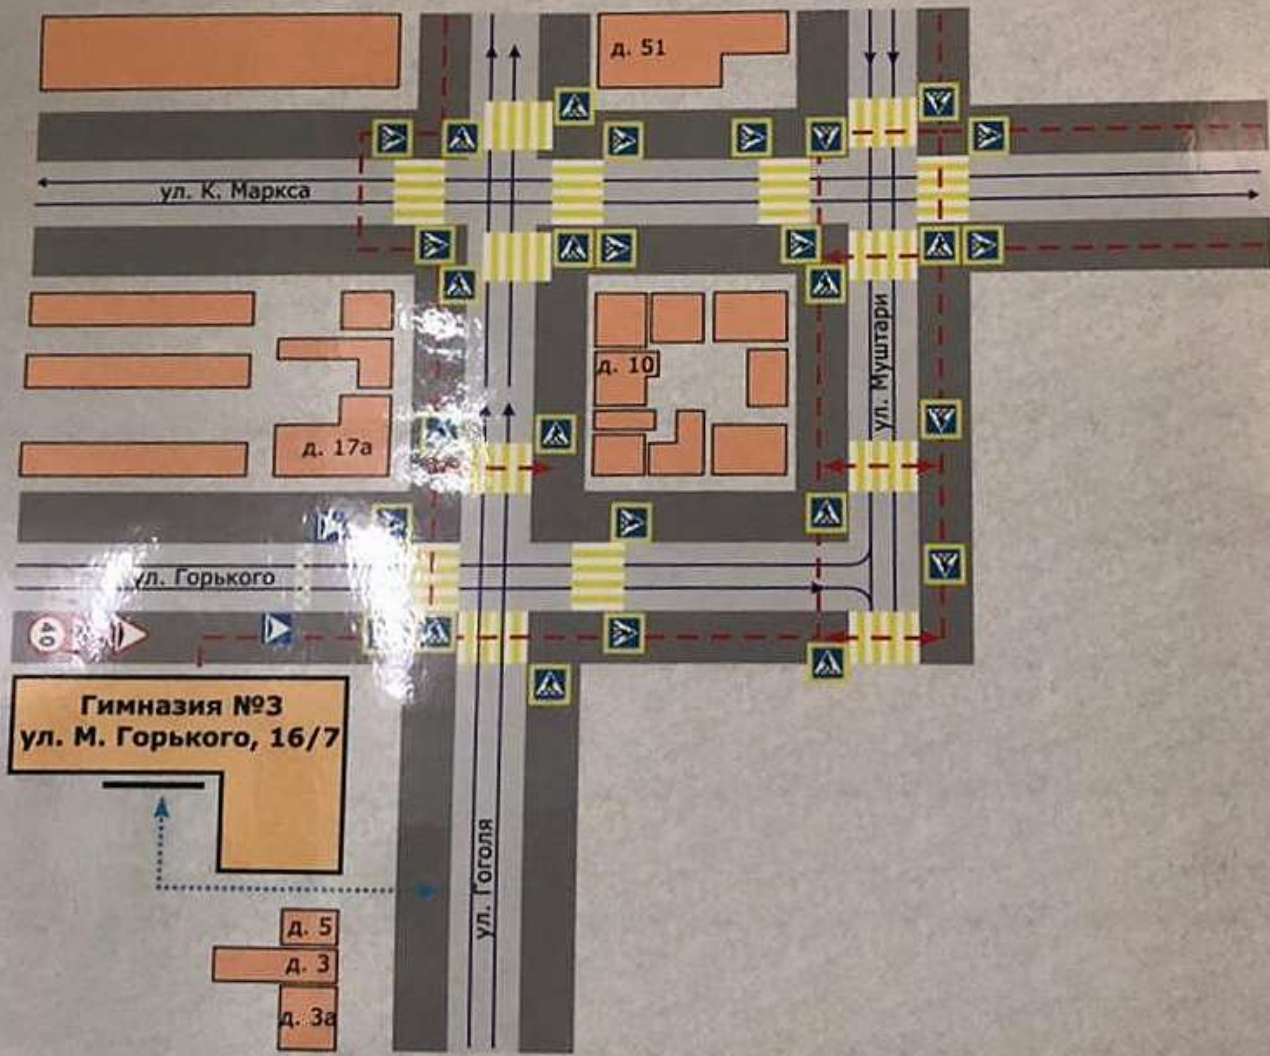 д. 51
ул. К. Маркса
ул. Муштари
д. 10
д. 17а
ул. Горького
40
Гимназия №3
ул. М. Горького, 16/7
ул. Гоголя
д. 5
д. 3
д. 3а